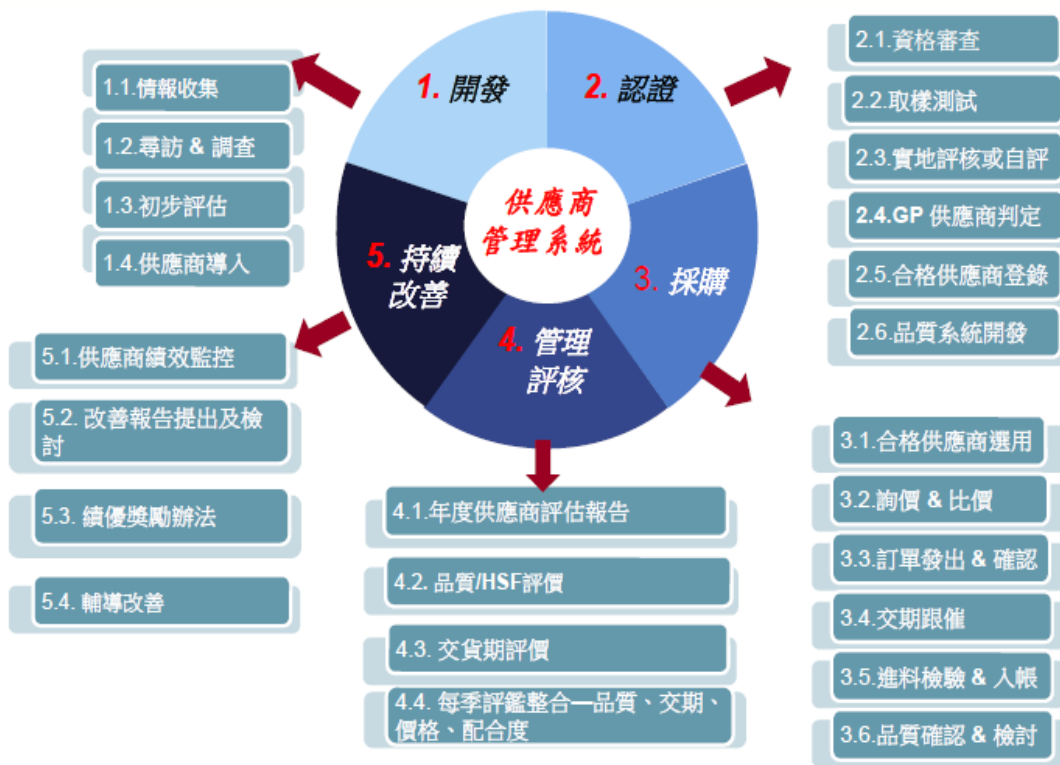 供應商
管理系統
1. 開發
1.1.情報收集
1.2.尋訪 & 調查
1.3.初步評估
1.4.供應商導入
2. 認證
2.1.資格審查
2.2.取樣測試
2.3.實地評核或自評
2.4.GP 供應商判定
2.5.合格供應商登錄
2.6.品質系統開發
3. 採購
3.1.合格供應商選用
3.2.詢價 & 比價
3.3.訂單發出 & 確認
3.4.交期跟催
3.5.進料檢驗 & 入帳
3.6.品質確認 & 檢討
4. 管理
評核
4.1.年度供應商評估報告
4.2. 品質/HSF評價
4.3. 交貨期評價
4.4. 每季評鑑整合—品質、交期、
價格、配合度
5. 持續
改善
5.1.供應商績效監控
5.2. 改善報告提出及檢
討
5.3. 績優獎勵辦法
5.4. 輔導改善